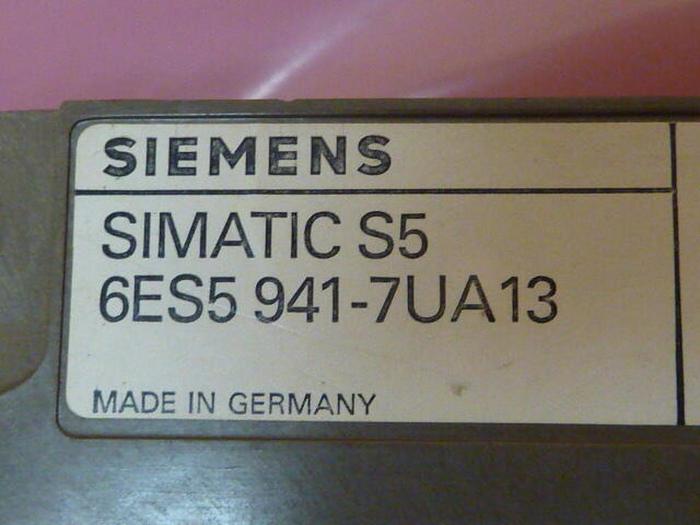 SIEMENS
SIMATIC S5
6ES5 941-7UA13
MADE IN GERMANY